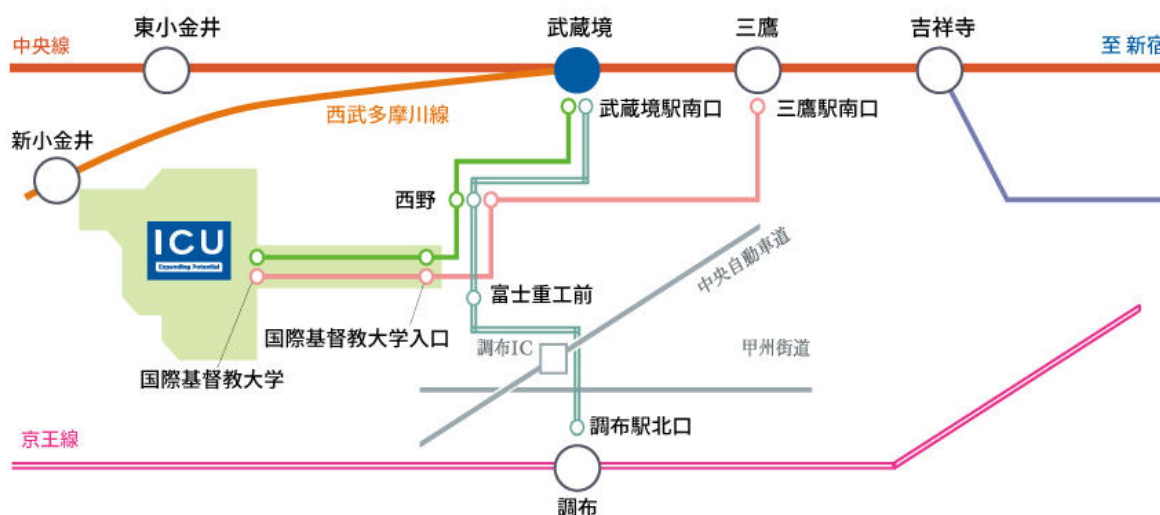 東小金井
武蔵境
三鷹
吉祥寺
中央線
至 新宿
西武多摩川線
武蔵境駅南口
三鷹駅南口
新小金井
西野
ICU
Expanding Potential
中央自動車道
富士重工前
国際基督教大学入口
調布IC
甲州街道
国際基督教大学
調布駅北口
京王線
調布